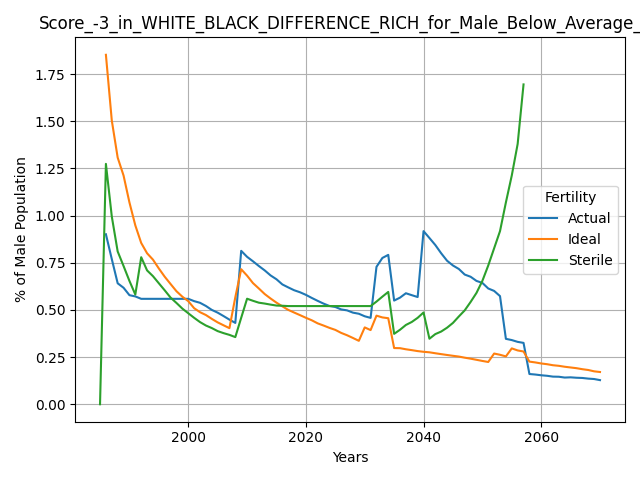 Score_-3_in_WHITE_BLACK_DIFFERENCE_RICH_for_Male_Below_Average_
% of Male Population
1.75
1.50
1.25
1.00
0.75
0.50
0.25
0.00
Fertility
Actual
Ideal
Sterile
2000 2020 2040 2060
Years